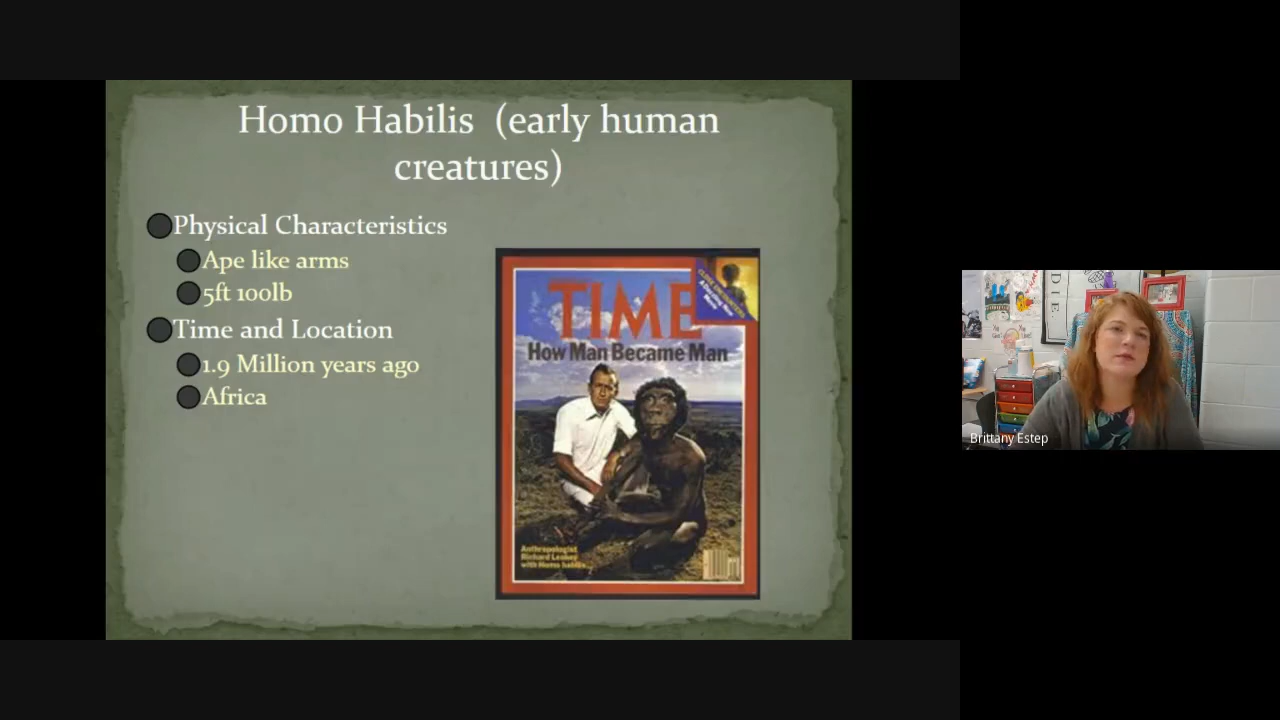 Homo Habilis (early human
creatures)
Physical Characteristics
Ape like arms
5ft 100lb
Time and Location
1.9 Million years ago
Africa
TIME
How Man Became Man
Anthropologist
Richard Leakey
with Homo habilis
Brittany Estep